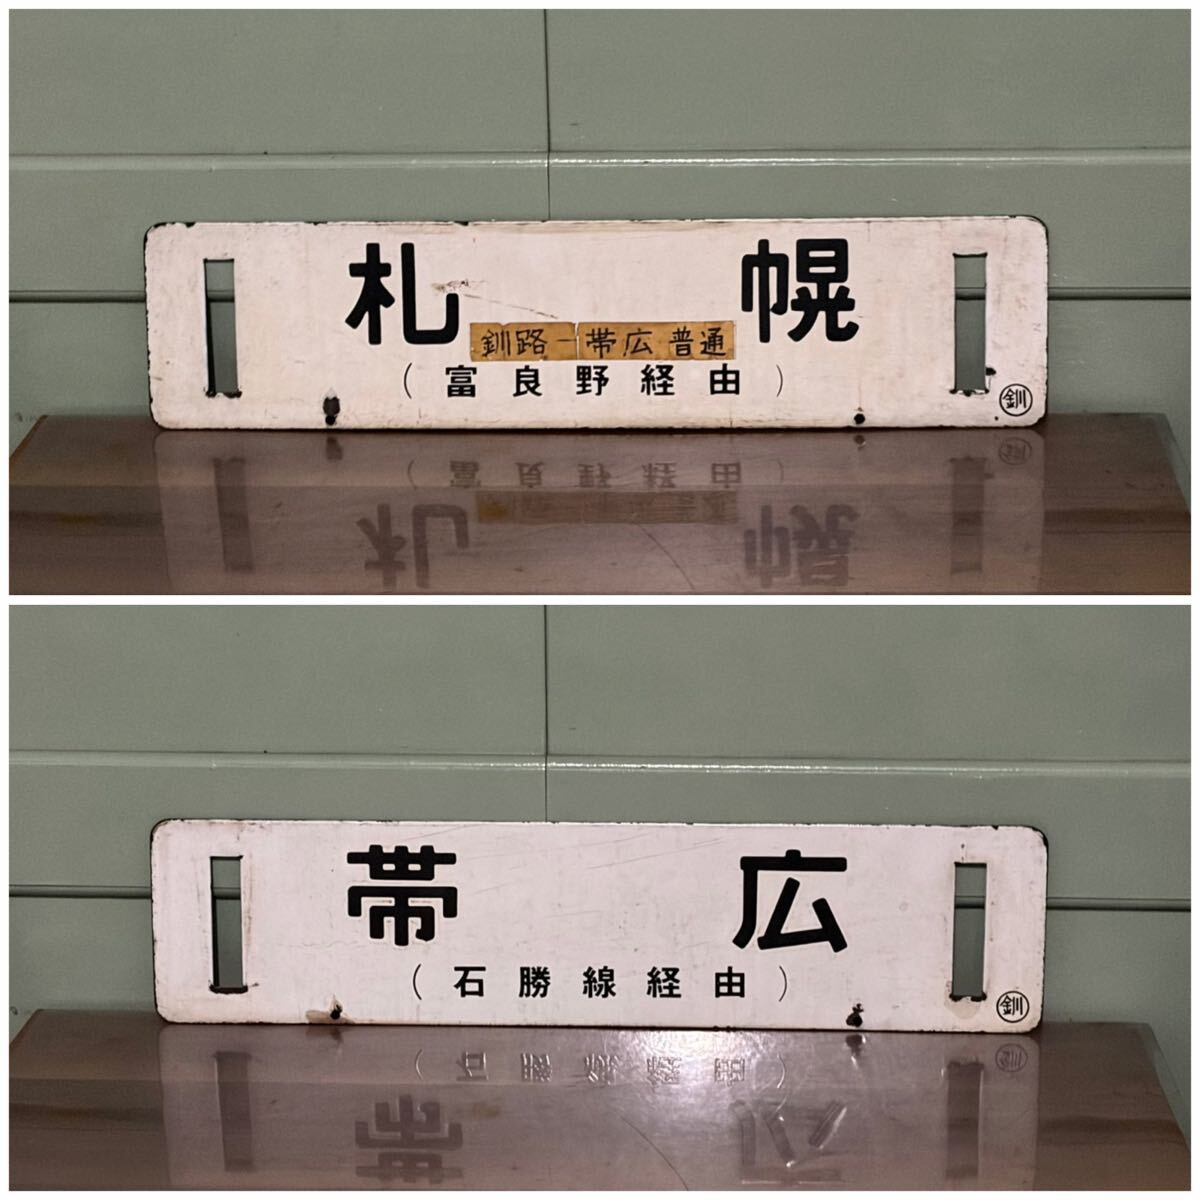 札幌
釧路ー帯広 普通
(富良野経由)
釧
帯広
(石勝線経由)
釧